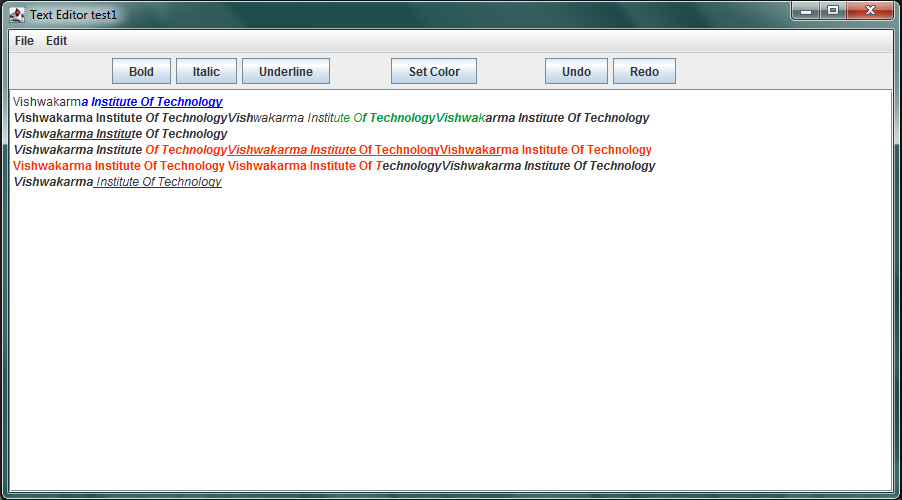 Text Editor test1
File Edit
Bold Italic Underline Set Color Undo Redo
Vishwakarma Institute Of Technology
Vishwakarma Institute Of TechnologyVishwakarma Institute Of TechnologyVishwakarma Institute Of Technology
Vishwakarma Institute Of Technology
Vishwakarma Institute Of TechnologyVishwakarma Institute Of TechnologyVishwakarma Institute Of Technology
Vishwakarma Institute Of Technology Vishwakarma Institute Of TechnologyVishwakarma Institute Of Technology
Vishwakarma Institute Of Technology